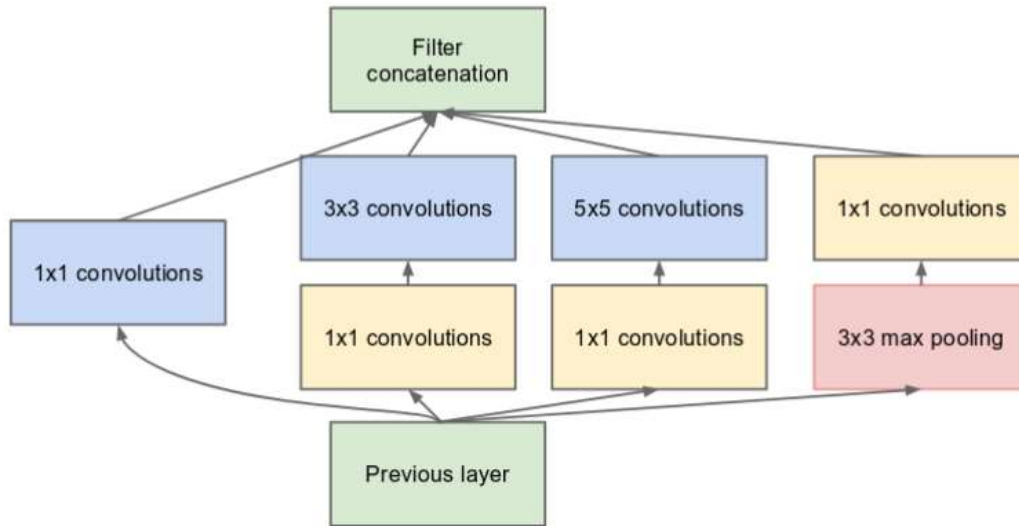 Filter
concatenation
3x3 convolutions
5x5 convolutions
1x1 convolutions
1x1 convolutions
1x1 convolutions
1x1 convolutions
3x3 max pooling
Previous layer